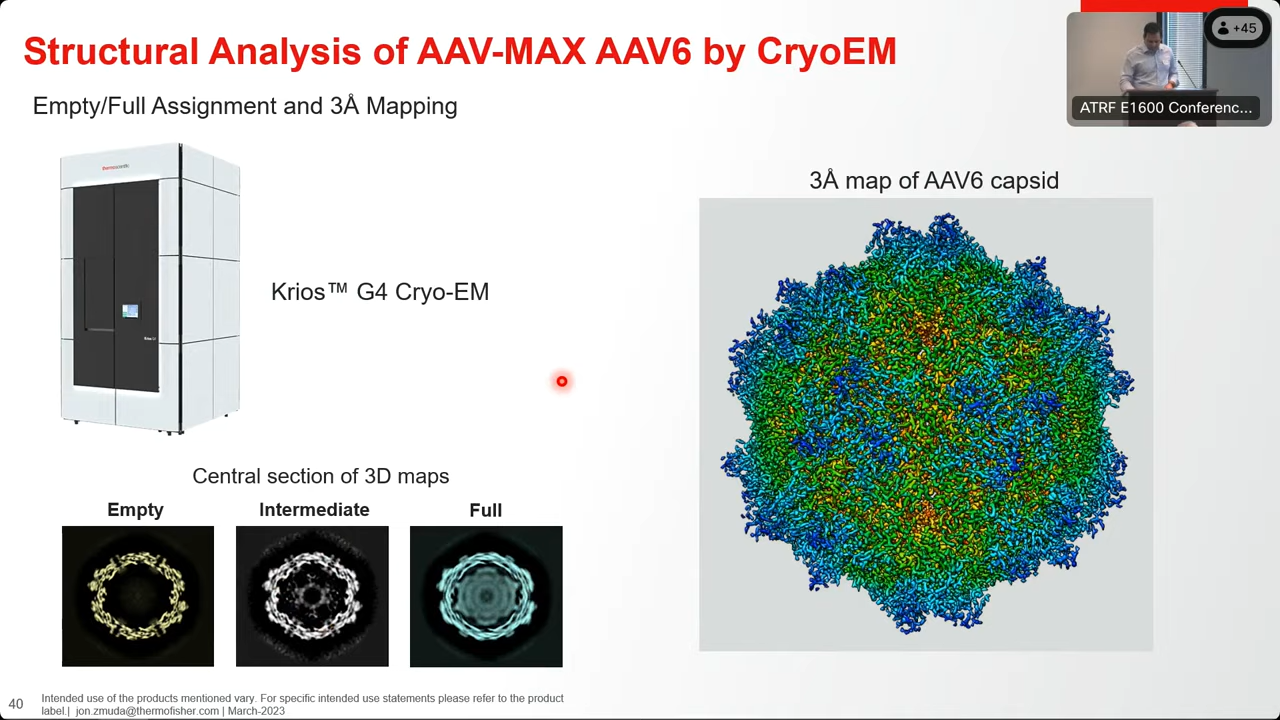 Structural Analysis of AAV-MAX AAV6 by CryoEM
+45
ATRF E1600 Conferenc...
Empty/Full Assignment and 3Å Mapping
thermoscientific
3Å map of AAV6 capsid
Krios™ G4 Cryo-EM
Central section of 3D maps
Empty
Intermediate
Full
40
Intended use of the products mentioned vary. For specific intended use statements please refer to the product
label.| jon.zmuda@thermofisher.com | March-2023